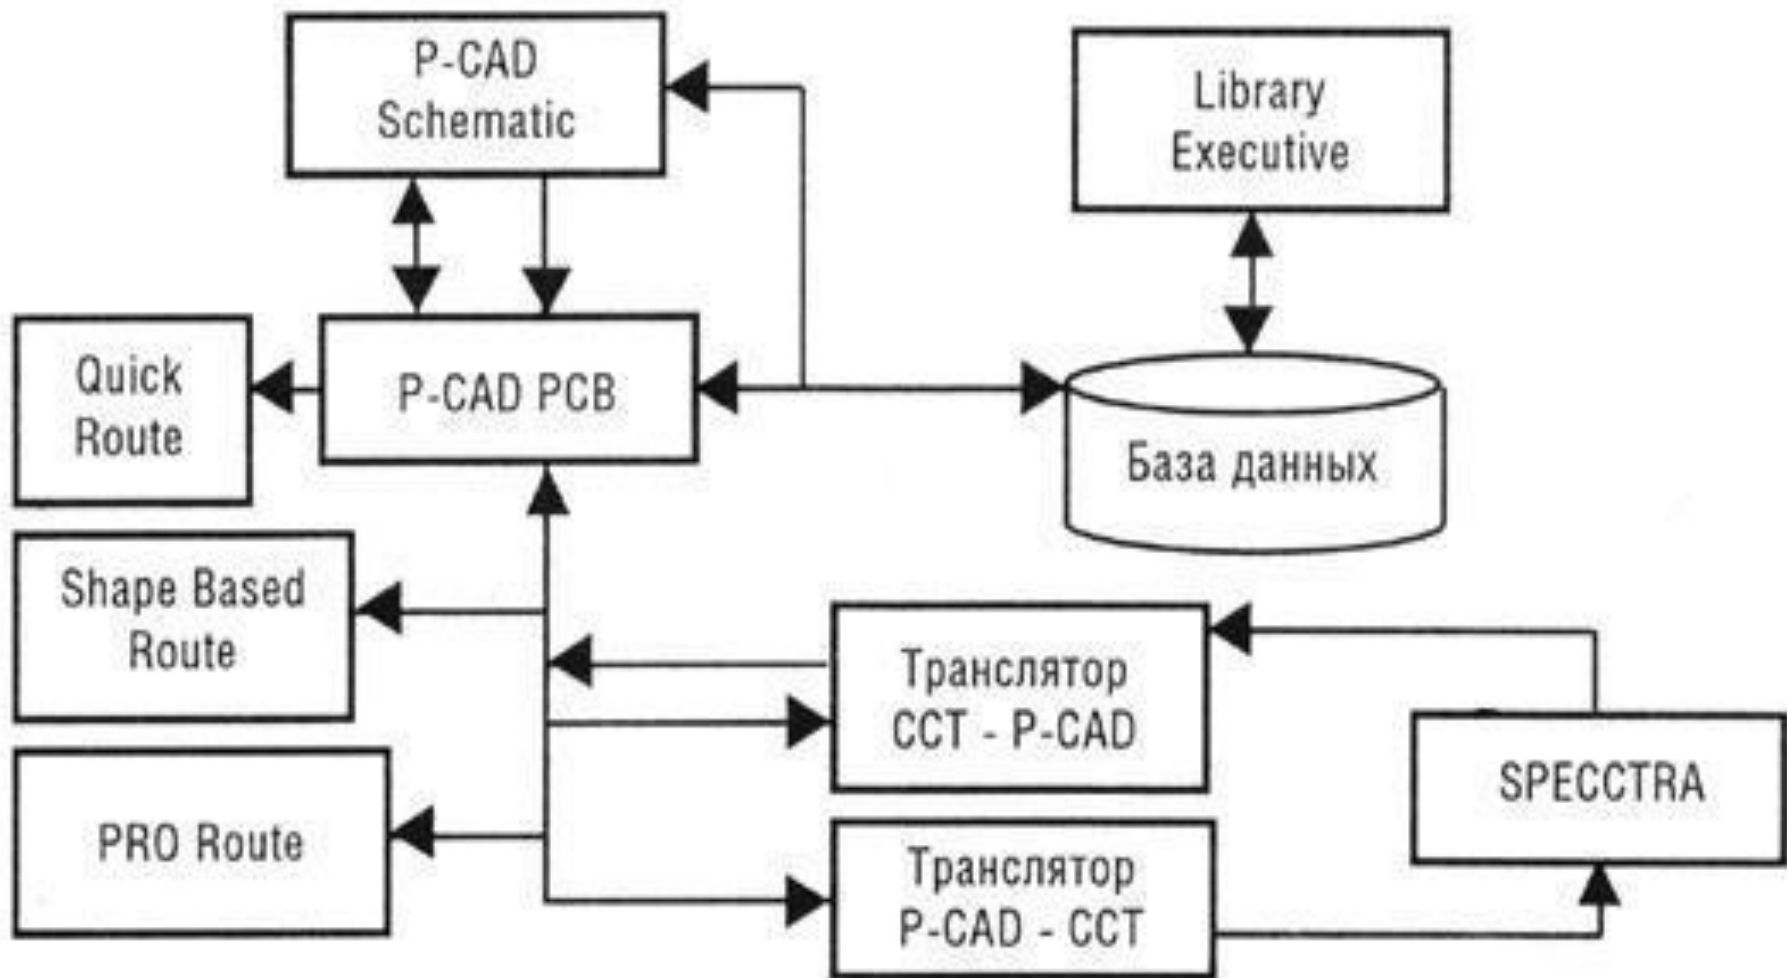 P-CAD
Schematic
Library
Executive
Quick
Route
P-CAD PCB
База данных
Shape Based
Route
Транслятор
CCT - P-CAD
SPECCTRA
PRO Route
Транслятор
P-CAD - CCT